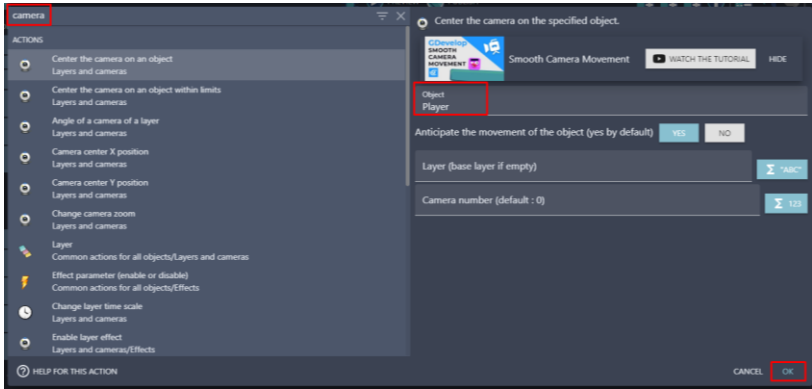 camera
ACTIONS
Center the camera on an object
Layers and cameras
Center the camera on an object within limits
Layers and cameras
Angle of a camera of a layer
Layers and cameras
Camera center X position
Layers and cameras
Camera center Y position
Layers and cameras
Change camera zoom
Layers and cameras
Layer
Common actions for all objects/Layers and cameras
Effect parameter (enable or disable)
Common actions for all objects/Effects
Change layer time scale
Layers and cameras
Enable layer effect
Layers and cameras/Effects
HELP FOR THIS ACTION
Center the camera on the specified object.
GDevelop
SMOOTH
CAMERA
MOVEMENT
Smooth Camera Movement
WATCH THE TUTORIAL
HIDE
Object
Player
Anticipate the movement of the object (yes by default)
YES
NO
Layer (base layer if empty)
Σ "ABC"
Camera number (default : 0)
Σ 123
CANCEL
OK